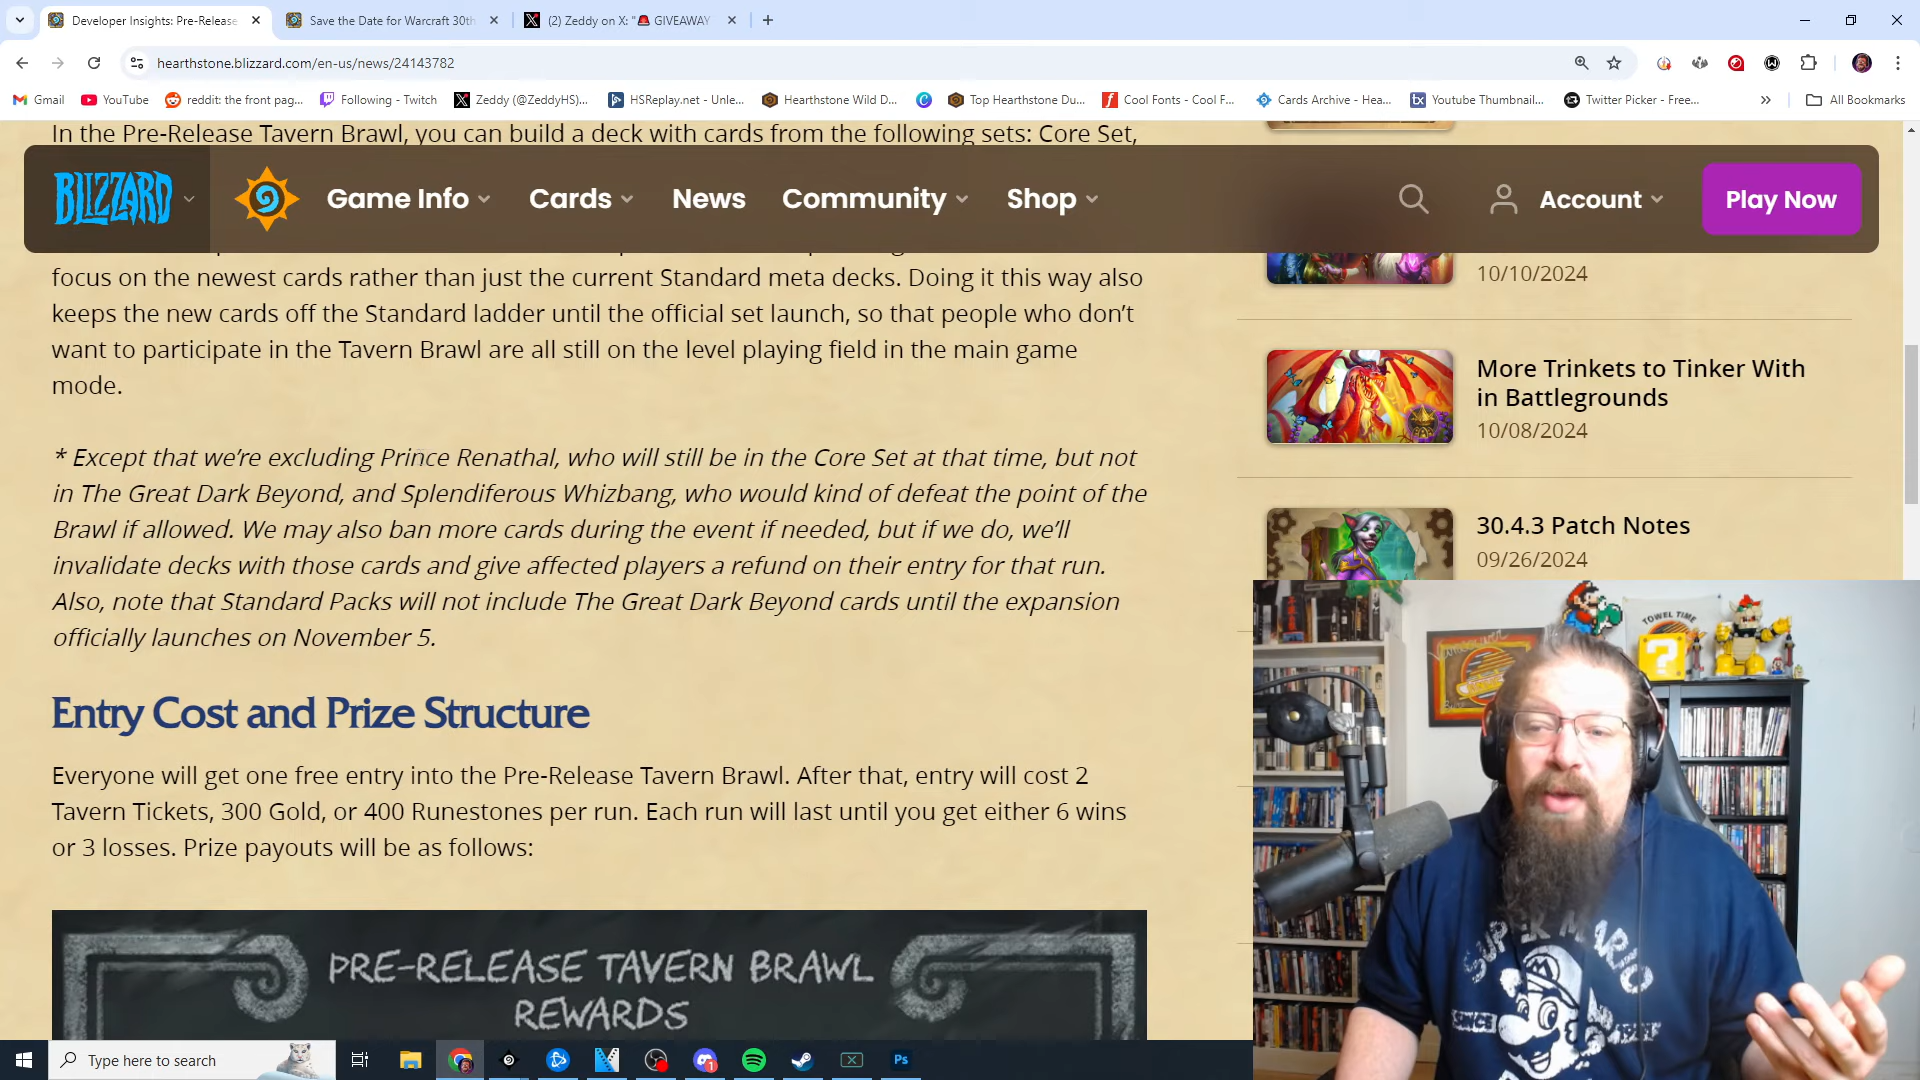 Developer Insights: Pre-Release
Save the Date for Warcraft 30th
(2) Zeddy on X: "🚨 GIVEAWAY
hearthstone.blizzard.com/en-us/news/24143782
Gmail
YouTube
reddit: the front pag...
Following - Twitch
Zeddy (@ZeddyHS)...
HSReplay.net - Unle...
Hearthstone Wild D...
Top Hearthstone Du...
Cool Fonts - Cool F...
Cards Archive - Hea...
Youtube Thumbnail...
Twitter Picker - Free...
All Bookmarks
In the Pre-Release Tavern Brawl, you can build a deck with cards from the following sets: Core Set,
BLIZZARD
Game Info
Cards
News
Community
Shop
Account
Play Now
focus on the newest cards rather than just the current Standard meta decks. Doing it this way also
keeps the new cards off the Standard ladder until the official set launch, so that people who don’t
want to participate in the Tavern Brawl are all still on the level playing field in the main game
mode.
* Except that we’re excluding Prince Renathal, who will still be in the Core Set at that time, but not
in The Great Dark Beyond, and Splendiferous Whizbang, who would kind of defeat the point of the
Brawl if allowed. We may also ban more cards during the event if needed, but if we do, we’ll
invalidate decks with those cards and give affected players a refund on their entry for that run.
Also, note that Standard Packs will not include The Great Dark Beyond cards until the expansion
officially launches on November 5.
Entry Cost and Prize Structure
Everyone will get one free entry into the Pre-Release Tavern Brawl. After that, entry will cost 2
Tavern Tickets, 300 Gold, or 400 Runestones per run. Each run will last until you get either 6 wins
or 3 losses. Prize payouts will be as follows:
PRE-RELEASE TAVERN BRAWL
REWARDS
10/10/2024
More Trinkets to Tinker With
in Battlegrounds
10/08/2024
30.4.3 Patch Notes
09/26/2024
TOWEL TIME
SUPER MARIO
SINCE
Type here to search
Ps